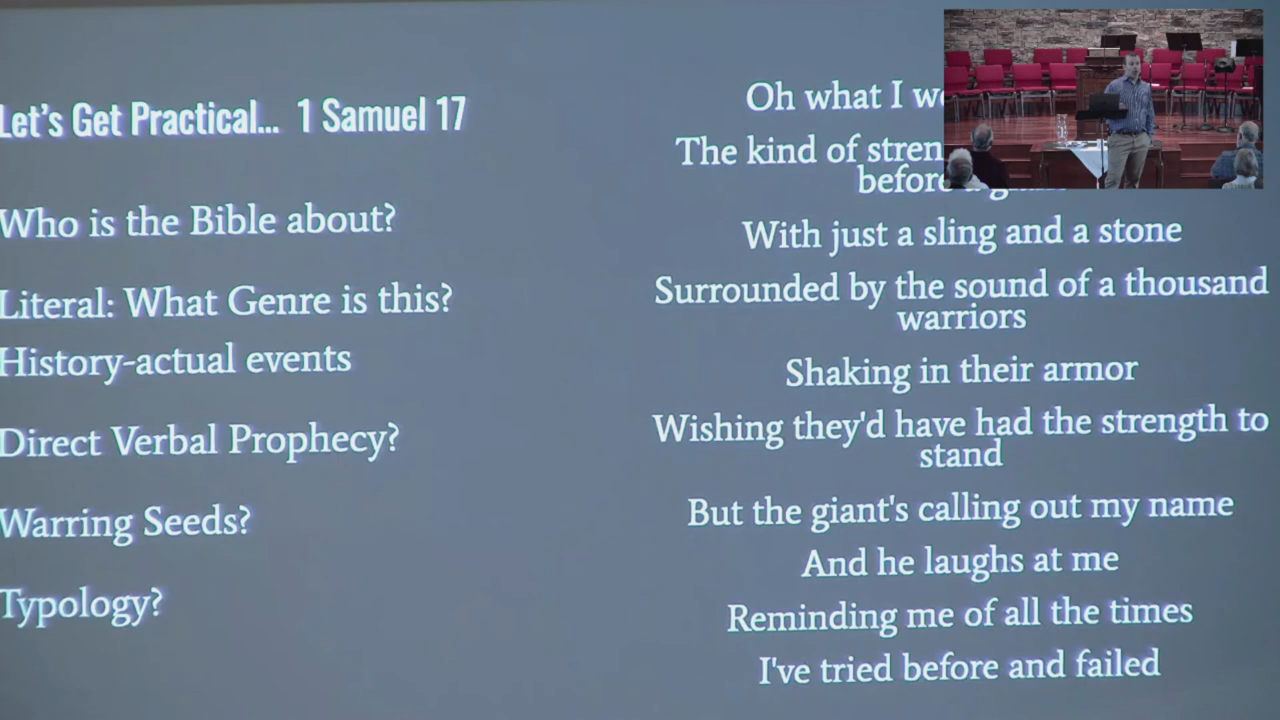 Let's Get Practical... 1 Samuel 17
Who is the Bible about?
Literal: What Genre is this?
History-actual events
Direct Verbal Prophecy?
Warring Seeds?
Typology?
Oh what I
The kind of
before a
With just a sling and a stone
Surrounded by the sound of a thousand
warriors
Shaking in their armor
Wishing they'd have had the strength to
stand
But the giant's calling out my name
And he laughs at me
Reminding me of all the times
I've tried before and failed